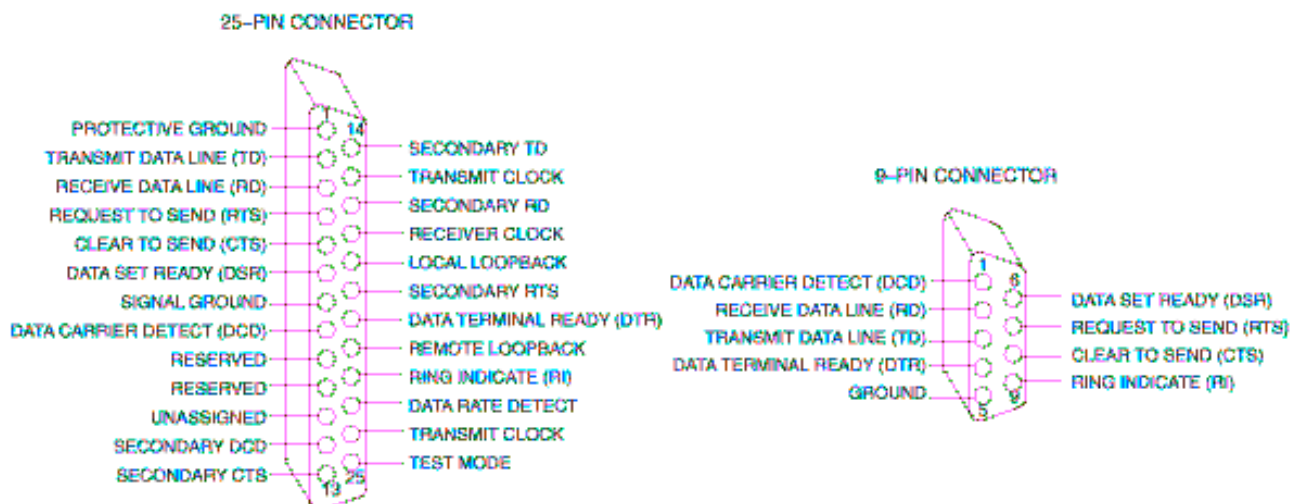 25-PIN CONNECTOR
1
14
PROTECTIVE GROUND
TRANSMIT DATA LINE (TD)
RECEIVE DATA LINE (RD)
REQUEST TO SEND (RTS)
CLEAR TO SEND (CTS)
DATA SET READY (DSR)
SIGNAL GROUND
DATA CARRIER DETECT (DCD)
RESERVED
RESERVED
UNASSIGNED
SECONDARY DCD
SECONDARY CTS
13
25
SECONDARY TD
TRANSMIT CLOCK
SECONDARY RD
RECEIVER CLOCK
LOCAL LOOPBACK
SECONDARY RTS
DATA TERMINAL READY (DTR)
REMOTE LOOPBACK
RING INDICATE (RI)
DATA RATE DETECT
TRANSMIT CLOCK
TEST MODE
9-PIN CONNECTOR
1
6
DATA CARRIER DETECT (DCD)
RECEIVE DATA LINE (RD)
TRANSMIT DATA LINE (TD)
DATA TERMINAL READY (DTR)
GROUND
5
9
DATA SET READY (DSR)
REQUEST TO SEND (RTS)
CLEAR TO SEND (CTS)
RING INDICATE (RI)